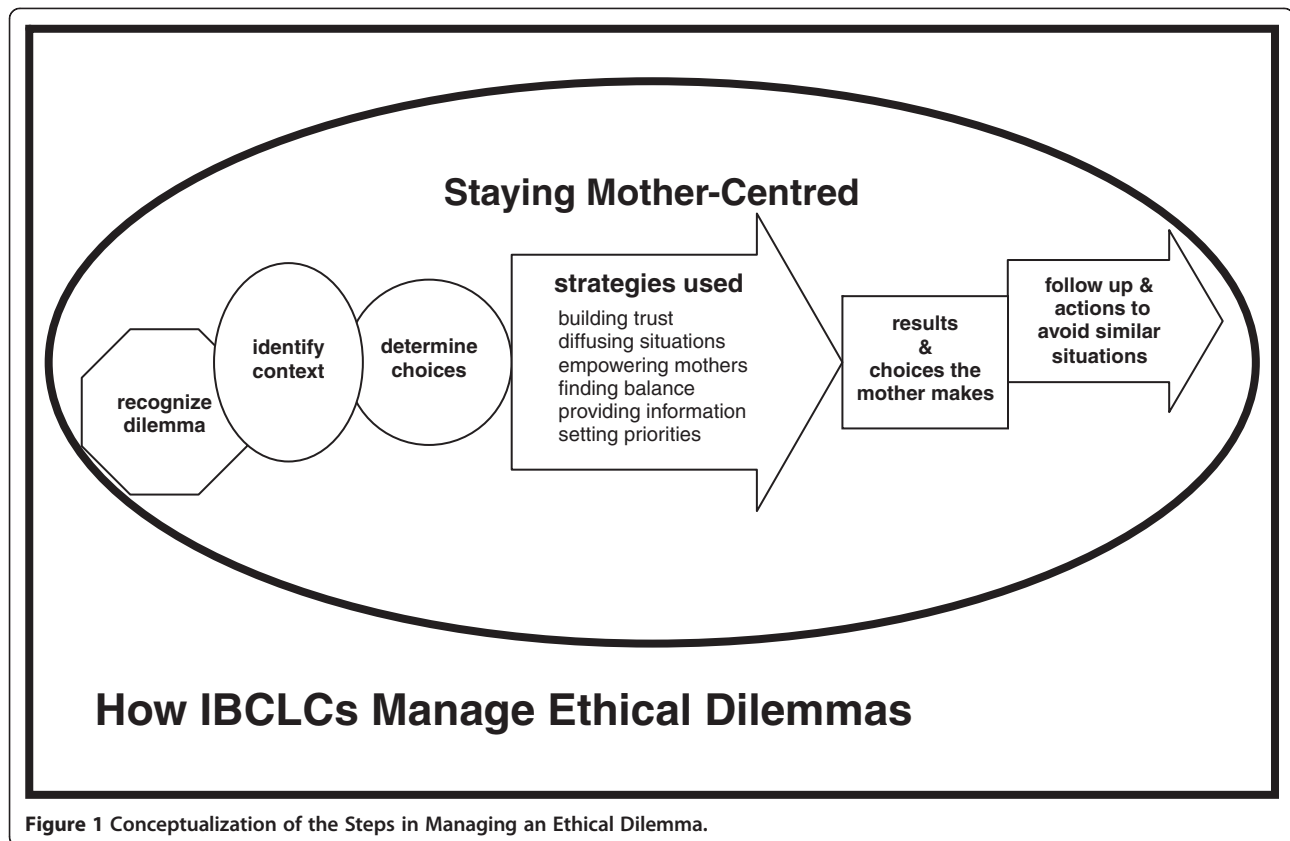 Staying Mother-Centred
recognize
dilemma
identify
context
determine
choices
strategies used
building trust
diffusing situations
empowering mothers
finding balance
providing information
setting priorities
results
&
choices the
mother makes
follow up &
actions to
avoid similar
situations
How IBCLCs Manage Ethical Dilemmas
Figure 1 Conceptualization of the Steps in Managing an Ethical Dilemma.